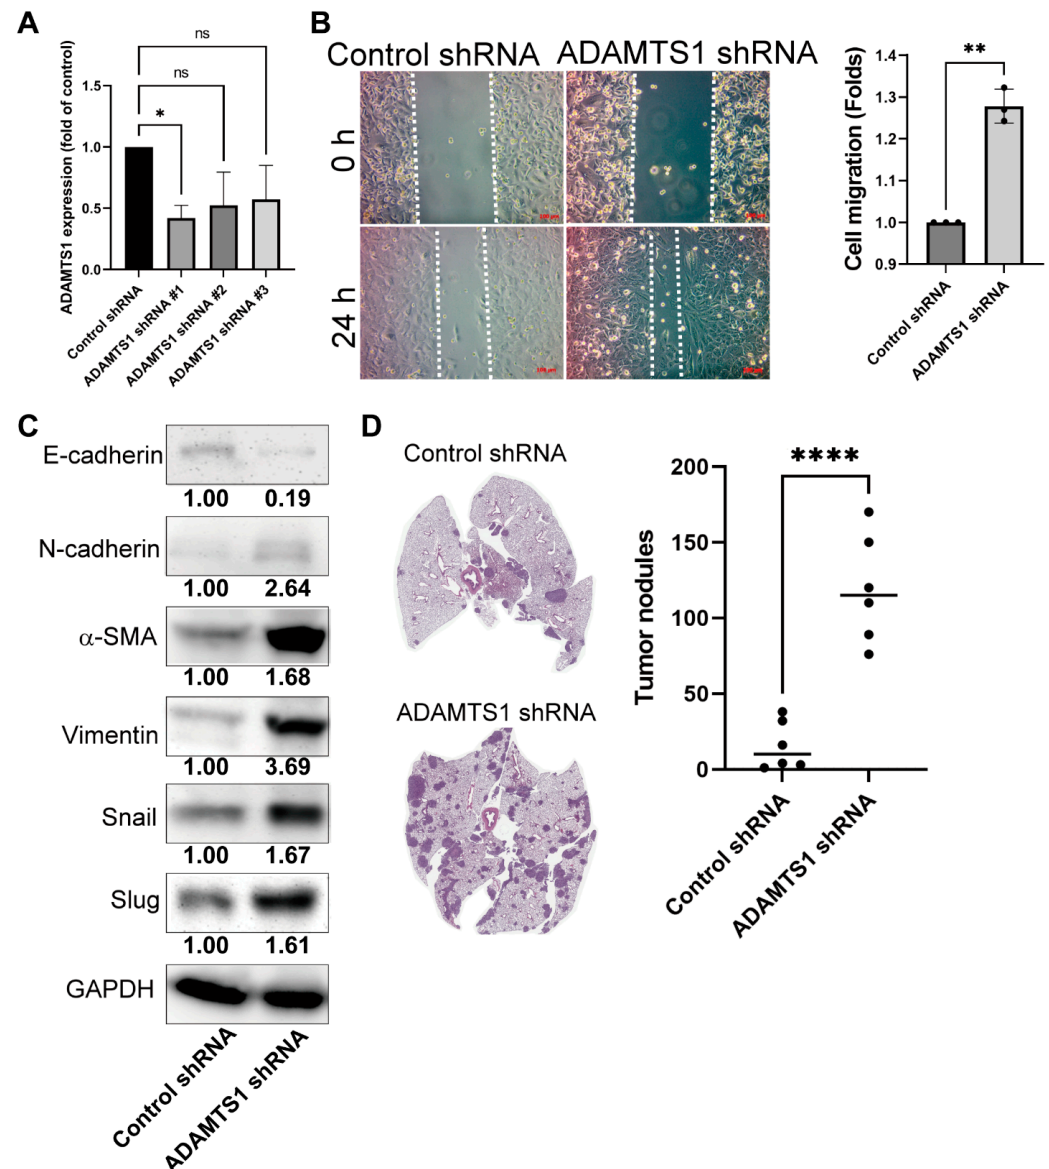 A
ns
ns
*
ADAMTS1 expression (fold of control)
1.5
1.0
0.5
0.0
Control shRNA
ADAMTS1 shRNA #1
ADAMTS1 shRNA #2
ADAMTS1 shRNA #3
B
Control shRNA ADAMTS1 shRNA
0 h
24 h
100 µm
Cell migration (Folds)
**
1.4
1.3
1.2
1.4
1.0
0.9
Control shRNA
ADAMTS1 shRNA
C
E-cadherin
1.00 0.19
N-cadherin
1.00 2.64
α-SMA
1.00 1.68
Vimentin
1.00 3.69
Snail
1.00 1.67
Slug
1.00 1.61
GAPDH
Control shRNA
ADAMTS1 shRNA
D
Control shRNA
ADAMTS1 shRNA
Tumor nodules
****
200
150
100
50
0
Control shRNA
ADAMTS1 shRNA